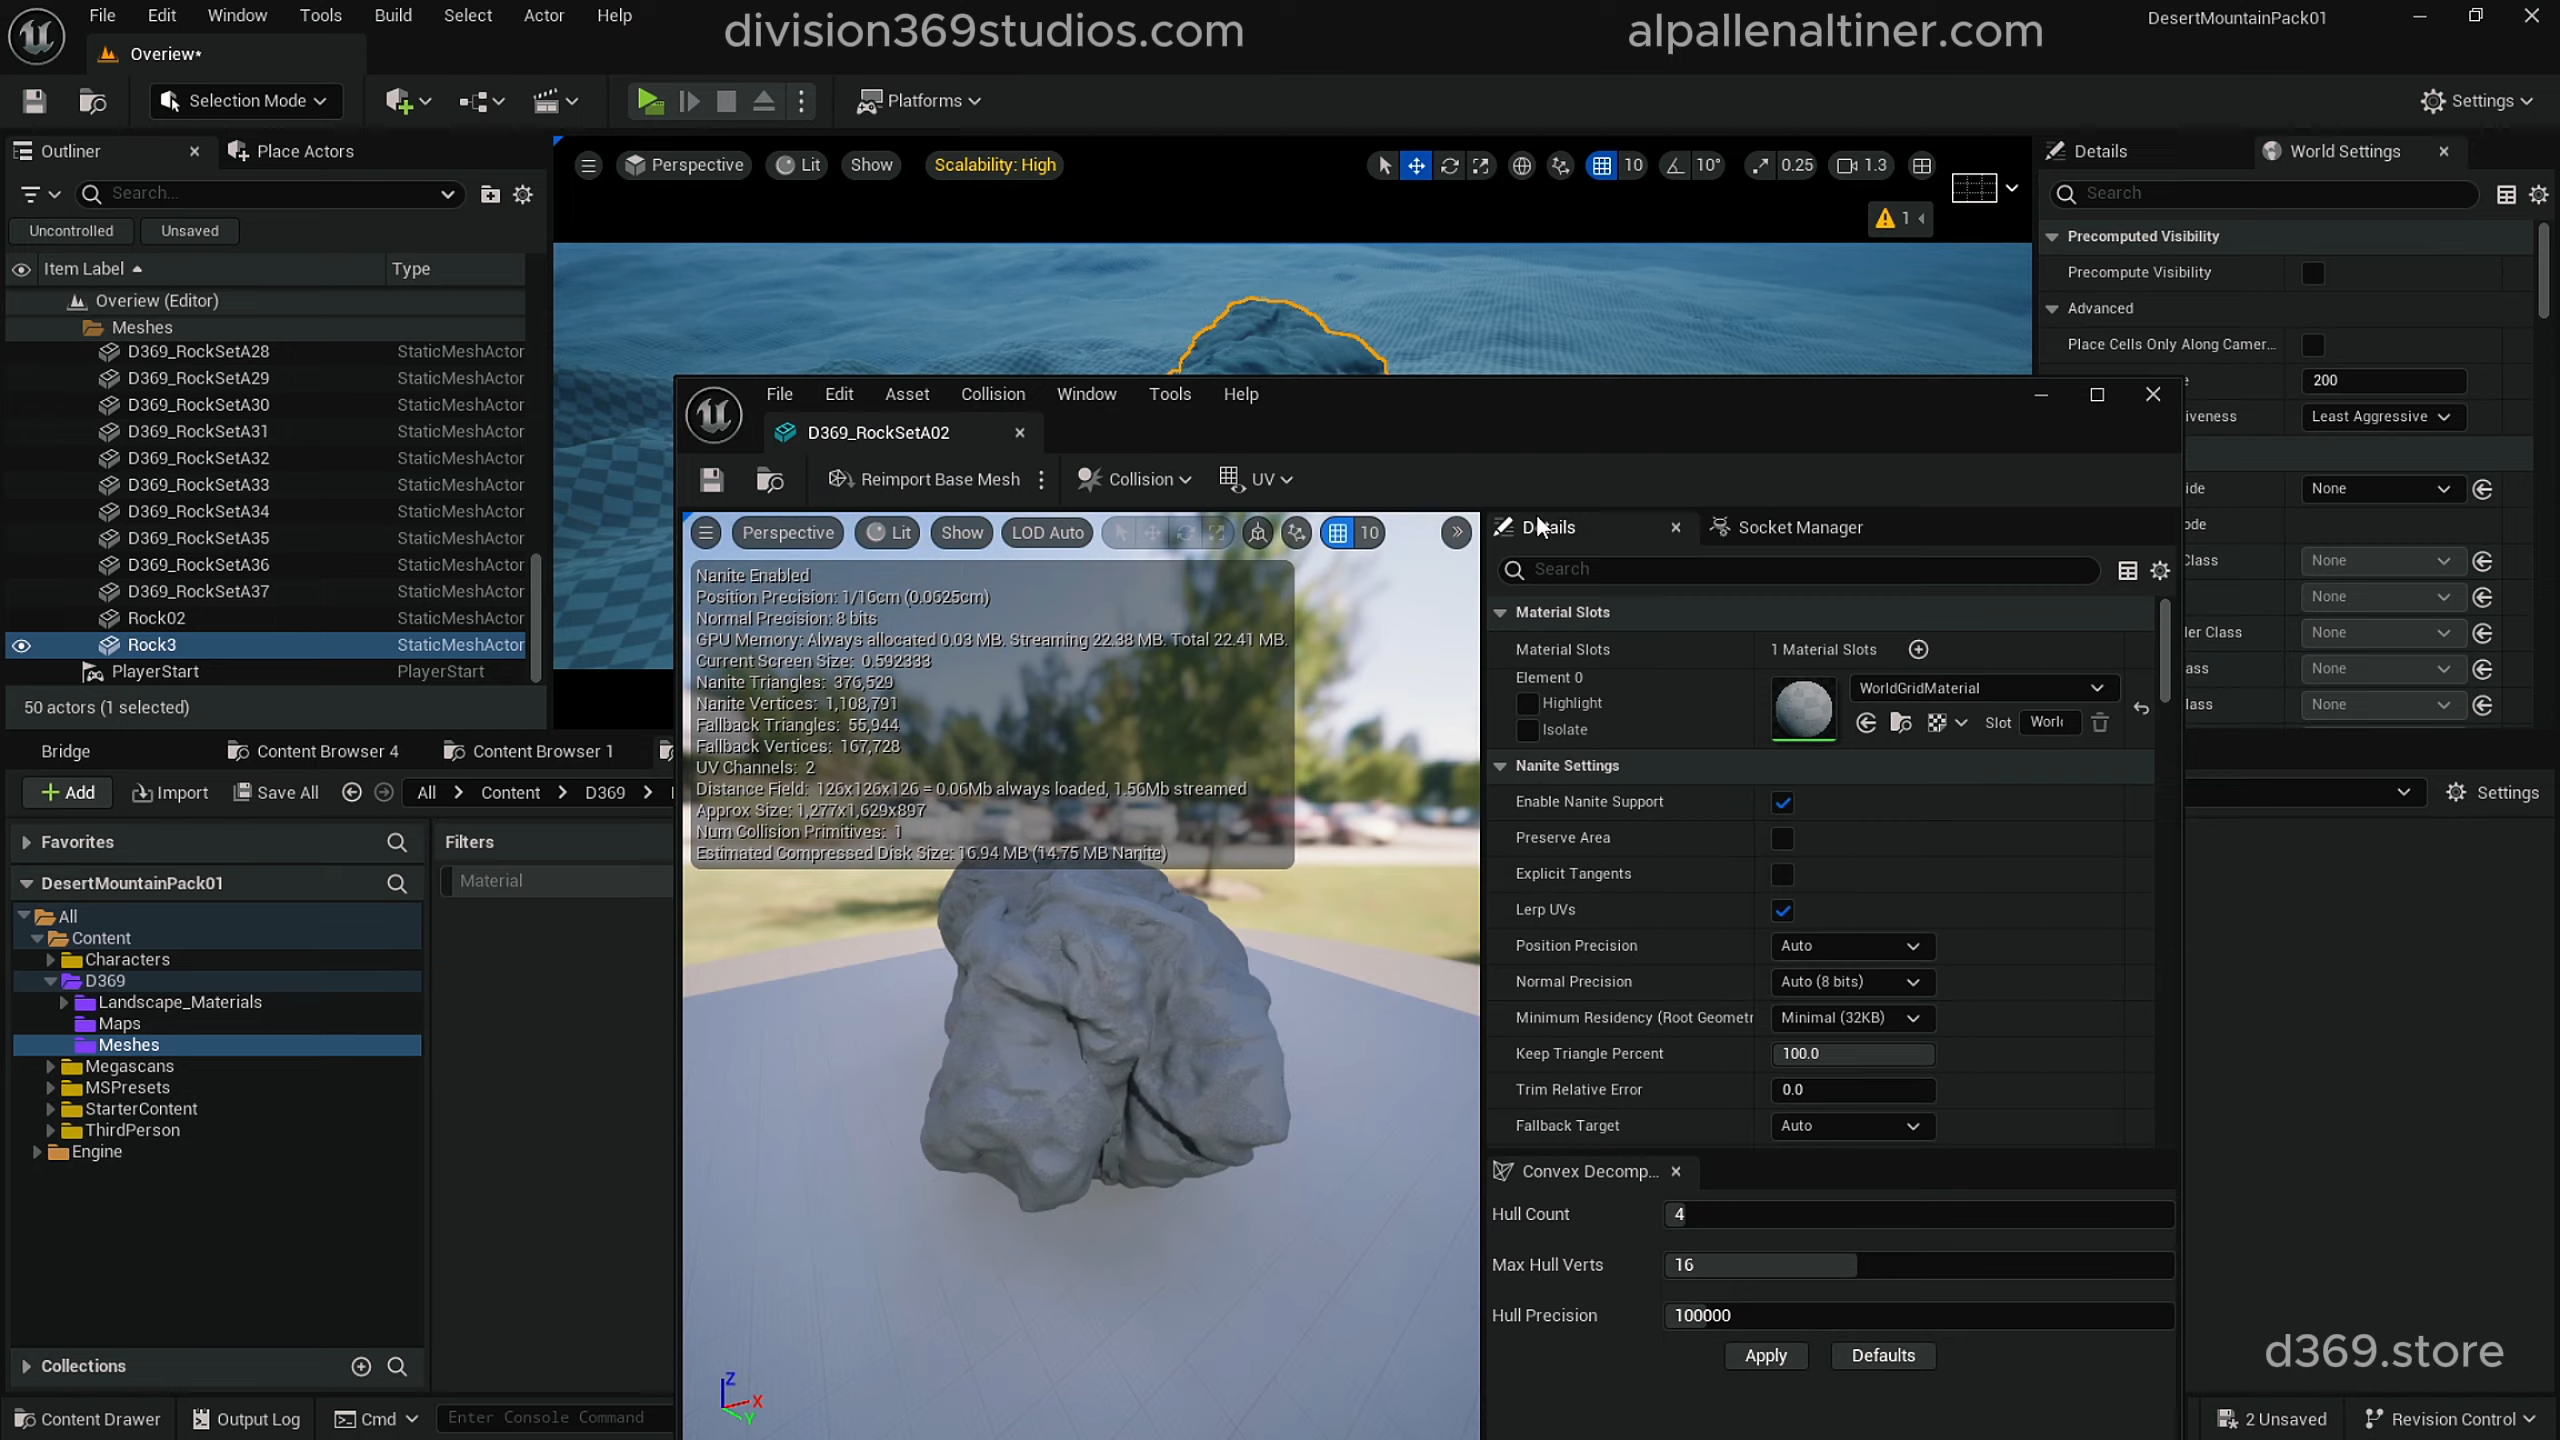 File Edit Window Tools Build Select Actor Help
division369studios.com
alpallenaltiner.com
DesertMountainPack01
Overiew*
Selection Mode
Platforms
Settings
Outliner
Place Actors
Perspective
Lit
Show
Scalability: High
10
10°
0.25
1.3
Details
World Settings
Search...
Search
Uncontrolled
Unsaved
1
Precomputed Visibility
Item Label
Type
Precompute Visibility
Overiew (Editor)
Advanced
Meshes
Place Cells Only Along Camer...
D369_RockSetA28 StaticMeshActor
D369_RockSetA29 StaticMeshActor
D369_RockSetA30 StaticMeshActor
D369_RockSetA31 StaticMeshActor
D369_RockSetA32 StaticMeshActor
D369_RockSetA33 StaticMeshActor
D369_RockSetA34 StaticMeshActor
D369_RockSetA35 StaticMeshActor
D369_RockSetA36 StaticMeshActor
D369_RockSetA37 StaticMeshActor
Rock02 StaticMeshActor
Rock3 StaticMeshActor
PlayerStart PlayerStart
50 actors (1 selected)
e 200
iveness Least Aggressive
ide None
ode
Class None
None
ler Class None
ass None
lass None
File Edit Asset Collision Window Tools Help
D369_RockSetA02
Reimport Base Mesh
Collision
UV
Perspective
Lit
Show
LOD Auto
10
Nanite Enabled
Position Precision: 1/16cm (0.0625cm)
Normal Precision: 8 bits
GPU Memory: Always allocated 0.03 MB. Streaming 22.38 MB. Total 22.41 MB.
Current Screen Size: 0.592333
Nanite Triangles: 376,529
Nanite Vertices: 1,108,791
Fallback Triangles: 55,944
Fallback Vertices: 167,728
UV Channels: 2
Distance Field: 126x126x126 = 0.06Mb always loaded, 1.56Mb streamed
Approx Size: 1,277x1,629x897
Num Collision Primitives: 1
Estimated Compressed Disk Size: 16.94 MB (14.75 MB Nanite)
Z
X
Y
Details
Socket Manager
Search
Material Slots
Material Slots 1 Material Slots
Element 0
Highlight
Isolate
WorldGridMaterial
Slot Worl
Nanite Settings
Enable Nanite Support
Preserve Area
Explicit Tangents
Lerp UVs
Position Precision Auto
Normal Precision Auto (8 bits)
Minimum Residency (Root Geometr Minimal (32KB)
Keep Triangle Percent 100.0
Trim Relative Error 0.0
Fallback Target Auto
Convex Decomp...
Hull Count 4
Max Hull Verts 16
Hull Precision 100000
Apply
Defaults
Bridge
Content Browser 4
Content Browser 1
Add
Import
Save All
All > Content > D369 >
Settings
Favorites
Filters
DesertMountainPack01
Material
All
Content
Characters
D369
Landscape_Materials
Maps
Meshes
Megascans
MSPresets
StarterContent
ThirdPerson
Engine
Collections
d369.store
Content Drawer
Output Log
Cmd
Enter Console Command
2 Unsaved
Revision Control